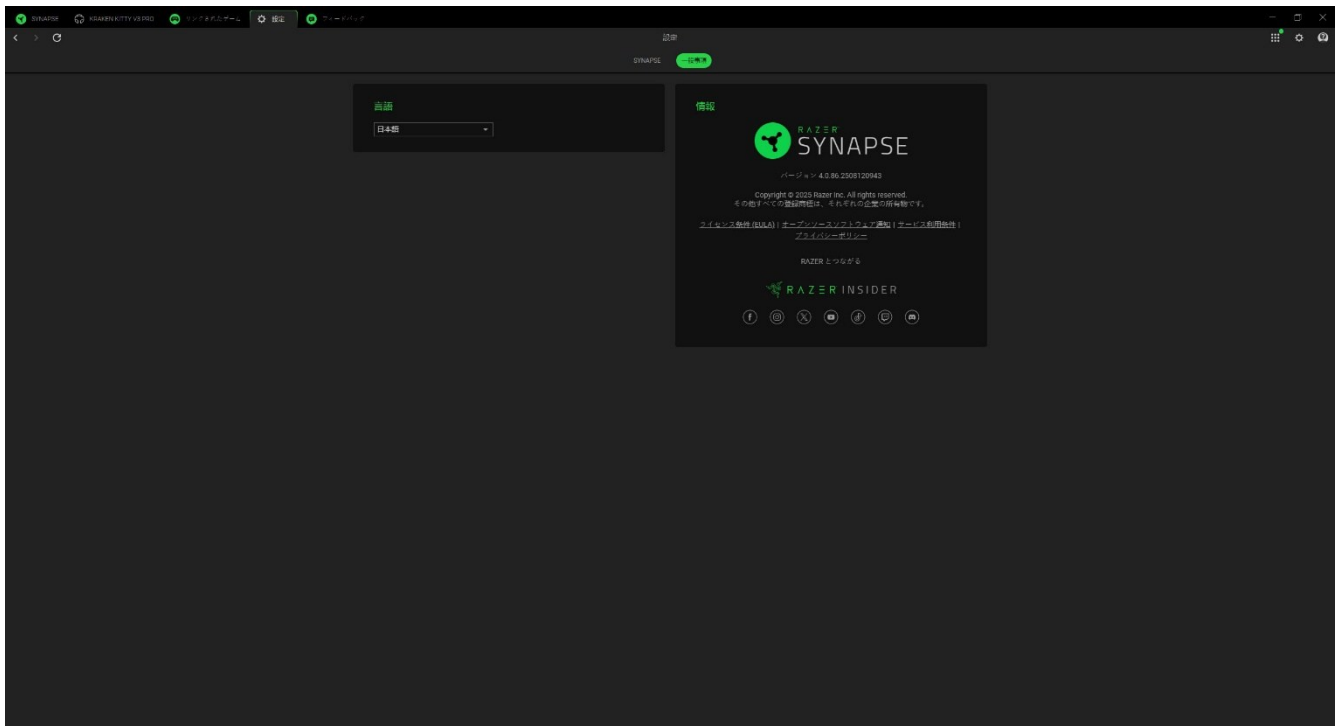 SYNAPSE
KRAKEN KITTY V3 PRO
リンクされたゲーム
設定
フィードバック
設定
SYNAPSE
一般事項
言語
日本語
情報
RAZER
SYNAPSE
バージョン 4.0.86.2508120943
Copyright © 2025 Razer Inc. All rights reserved.
その他すべての登録商標は、それぞれの企業の所有物です。
ライセンス条件 (EULA) | オープンソースソフトウェア通知 | サービス利用条件 |
プライバシーポリシー
RAZER とつながる
RAZER INSIDER